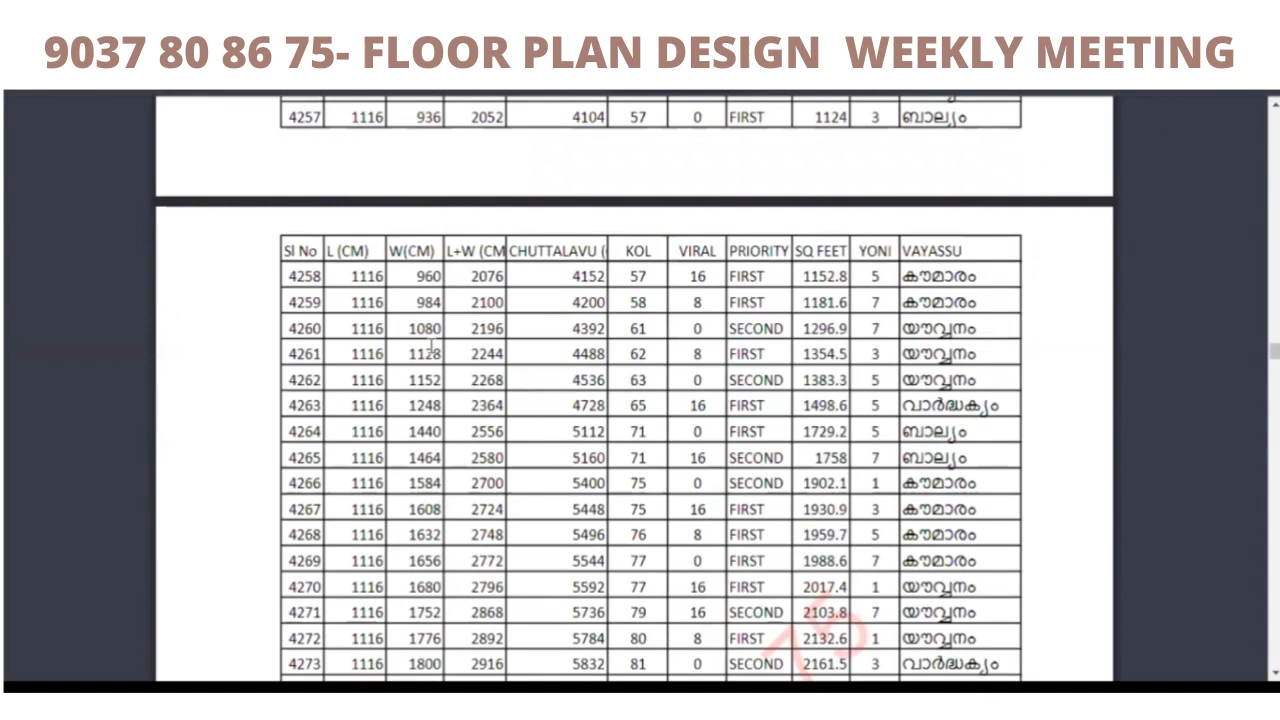 9037 80 86 75- FLOOR PLAN DESIGN WEEKLY MEETING
4257 1116 936 2052 4104 57 0 FIRST 1124 3 ബാല്യം
Sl No L (CM) W(CM) L+W (CM CHUTTALAVU ( KOL VIRAL PRIORITY SQ FEET YONI VAYASSU
4258 1116 960 2076 4152 57 16 FIRST 1152.8 5 കൗമാരം
4259 1116 984 2100 4200 58 8 FIRST 1181.6 7 കൗമാരം
4260 1116 1080 2196 4392 61 0 SECOND 1296.9 7 യൗവ്വനം
4261 1116 1128 2244 4488 62 8 FIRST 1354.5 3 യൗവ്വനം
4262 1116 1152 2268 4536 63 0 SECOND 1383.3 5 യൗവ്വനം
4263 1116 1248 2364 4728 65 16 FIRST 1498.6 5 വാർദ്ധക്യം
4264 1116 1440 2556 5112 71 0 FIRST 1729.2 5 ബാല്യം
4265 1116 1464 2580 5160 71 16 SECOND 1758 7 ബാല്യം
4266 1116 1584 2700 5400 75 0 SECOND 1902.1 1 കൗമാരം
4267 1116 1608 2724 5448 75 16 FIRST 1930.9 3 കൗമാരം
4268 1116 1632 2748 5496 76 8 FIRST 1959.7 5 കൗമാരം
4269 1116 1656 2772 5544 77 0 FIRST 1988.6 7 കൗമാരം
4270 1116 1680 2796 5592 77 16 FIRST 2017.4 1 യൗവ്വനം
4271 1116 1752 2868 5736 79 16 SECOND 2103.8 7 യൗവ്വനം
4272 1116 1776 2892 5784 80 8 FIRST 2132.6 1 യൗവ്വനം
4273 1116 1800 2916 5832 81 0 SECOND 2161.5 3 വാർദ്ധക്യം
75